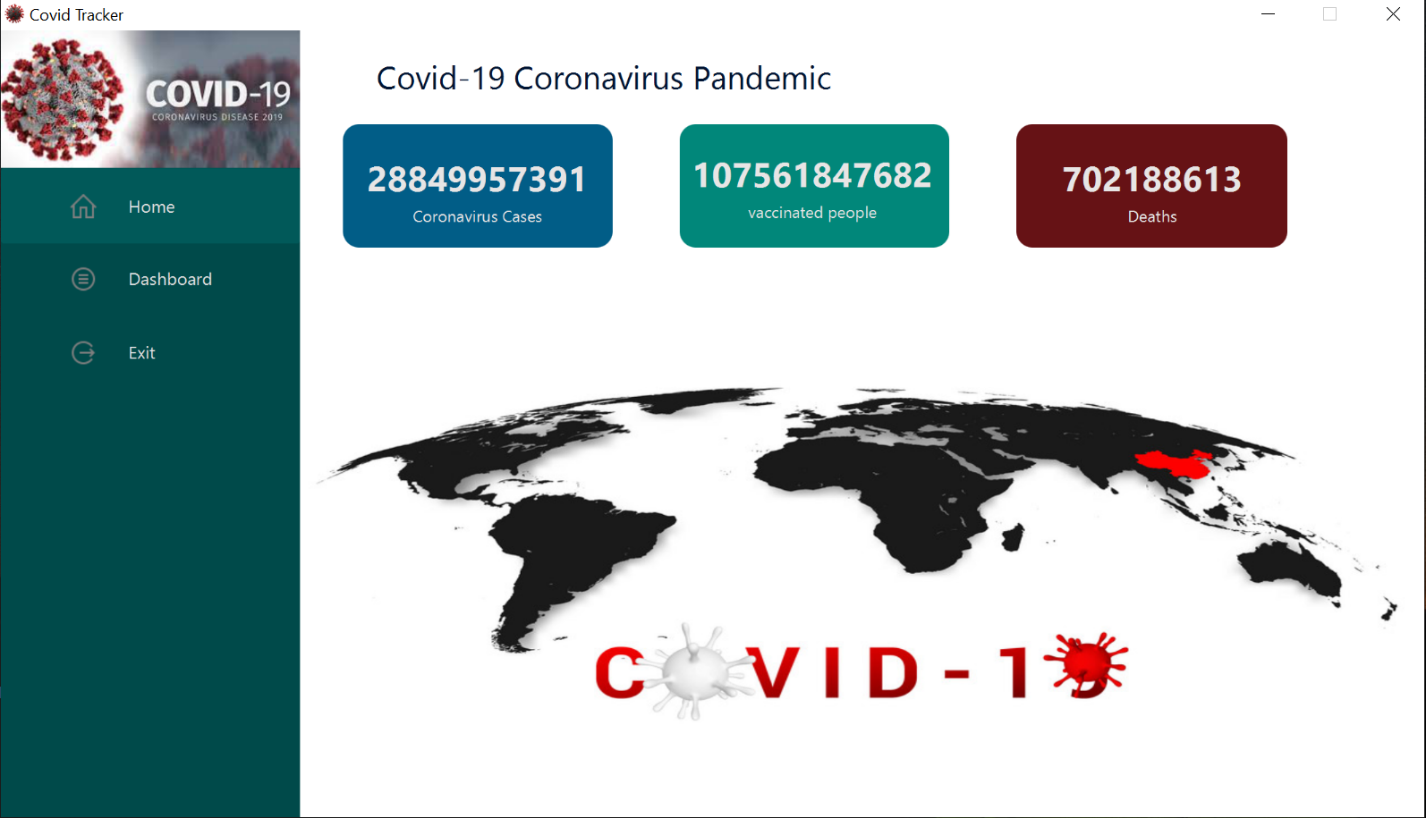 Covid Tracker
COVID-19
CORONAVIRUS DISEASE 2019
Home
Dashboard
Exit
Covid-19 Coronavirus Pandemic
28849957391
Coronavirus Cases
107561847682
vaccinated people
702188613
Deaths
COVID-19